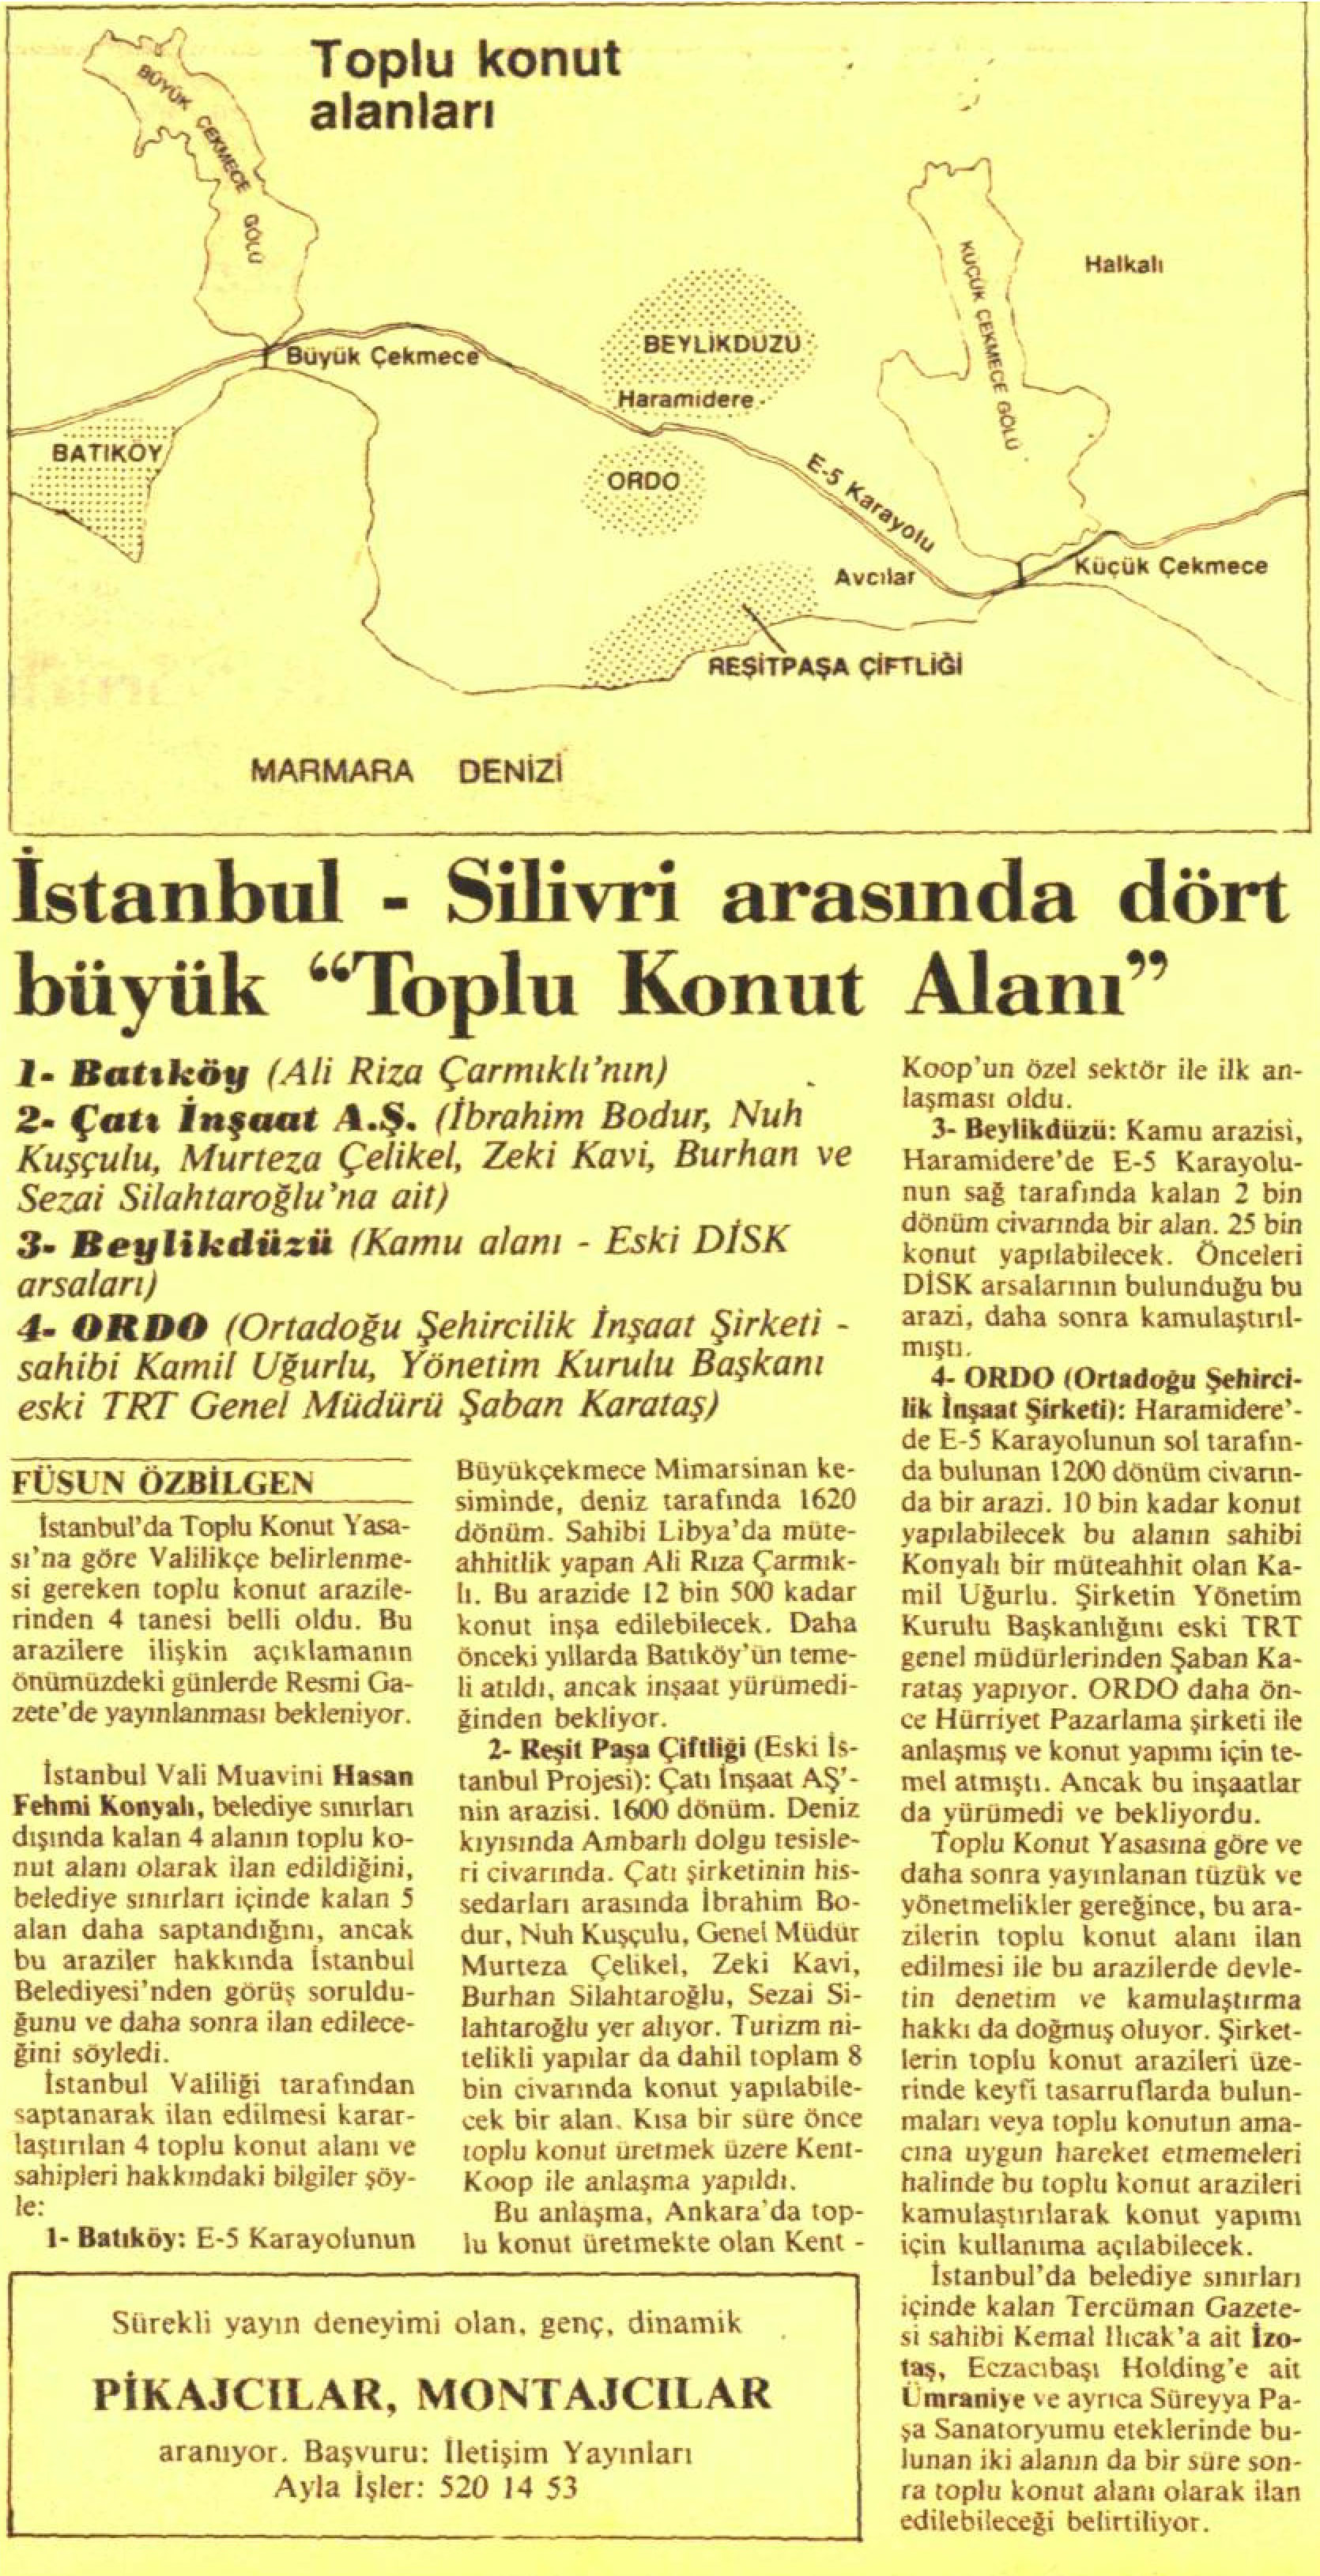 Toplu konut
alanları
BÜYÜK ÇEKMECE GÖLÜ
KÜÇÜK ÇEKMECE GÖLÜ
Halkalı
BEYLİKDÜZÜ
Büyük Çekmece
Haramidere
BATIKÖY
ORDO
E-5 Karayolu
Avcılar
Küçük Çekmece
REŞİTPAŞA ÇİFTLİĞİ
MARMARA DENİZİ
İstanbul - Silivri arasında dört
büyük “Toplu Konut Alanı”
1- Batıköy (Ali Riza Çarmıklı'nın)
2- Çatı İnşaat A.Ş. (İbrahim Bodur, Nuh
Kuşçulu, Murteza Çelikel, Zeki Kavi, Burhan ve
Sezai Silahtaroğlu'na ait)
3- Beylikdüzü (Kamu alanı - Eski DİSK
arsaları)
4- ORDO (Ortadoğu Şehircilik İnşaat Şirketi -
sahibi Kamil Uğurlu, Yönetim Kurulu Başkanı
eski TRT Genel Müdürü Şaban Karataş)
FÜSUN ÖZBİLGEN
İstanbul'da Toplu Konut Yasa-
sı'na göre Valilikçe belirlenme-
si gereken toplu konut arazile-
rinden 4 tanesi belli oldu. Bu
arazilere ilişkin açıklamanın
önümüzdeki günlerde Resmi Ga-
zete'de yayınlanması bekleniyor.
İstanbul Vali Muavini Hasan
Fehmi Konyalı, belediye sınırları
dışında kalan 4 alanın toplu ko-
nut alanı olarak ilan edildiğini,
belediye sınırları içinde kalan 5
alan daha saptandığını, ancak
bu araziler hakkında İstanbul
Belediyesi'nden görüş soruldu-
ğunu ve daha sonra ilan edilece-
ğini söyledi.
İstanbul Valiliği tarafından
saptanarak ilan edilmesi karar-
laştırılan 4 toplu konut alanı ve
sahipleri hakkındaki bilgiler şöy-
le:
1- Batıköy: E-5 Karayolunun
Büyükçekmece Mimarsinan ke-
siminde, deniz tarafında 1620
dönüm. Sahibi Libya'da müte-
ahhitlik yapan Ali Rıza Çarmık-
lı. Bu arazide 12 bin 500 kadar
konut inşa edilebilecek. Daha
önceki yıllarda Batıköy'ün teme-
li atıldı, ancak inşaat yürümedi-
ğinden bekliyor.
2- Reşit Paşa Çiftliği (Eski İs-
tanbul Projesi): Çatı İnşaat AŞ'-
nin arazisi. 1600 dönüm. Deniz
kıyısında Ambarlı dolgu tesisle-
ri civarında. Çatı şirketinin his-
sedarları arasında İbrahim Bo-
dur, Nuh Kuşçulu, Genel Müdür
Murteza Çelikel, Zeki Kavi,
Burhan Silahtaroğlu, Sezai Si-
lahtaroğlu yer alıyor. Turizm ni-
telikli yapılar da dahil toplam 8
bin civarında konut yapılabile-
cek bir alan. Kısa bir süre önce
toplu konut üretmek üzere Kent-
Koop ile anlaşma yapıldı.
Bu anlaşma, Ankara'da top-
lu konut üretmekte olan Kent -
Koop'un özel sektör ile ilk an-
laşması oldu.
3- Beylikdüzü: Kamu arazisi,
Haramidere'de E-5 Karayolu-
nun sağ tarafında kalan 2 bin
dönüm civarında bir alan. 25 bin
konut yapılabilecek. Önceleri
DİSK arsalarının bulunduğu bu
arazi, daha sonra kamulaştırıl-
mıştı.
4- ORDO (Ortadoğu Şehirci-
lik İnşaat Şirketi): Haramidere'-
de E-5 Karayolunun sol tarafın-
da bulunan 1200 dönüm civarın-
da bir arazi. 10 bin kadar konut
yapılabilecek bu alanın sahibi
Konyalı bir müteahhit olan Ka-
mil Uğurlu. Şirketin Yönetim
Kurulu Başkanlığını eski TRT
genel müdürlerinden Şaban Ka-
rataş yapıyor. ORDO daha ön-
ce Hürriyet Pazarlama şirketi ile
anlaşmış ve konut yapımı için te-
mel atmıştı. Ancak bu inşaatlar
da yürümedi ve bekliyordu.
Toplu Konut Yasasına göre ve
daha sonra yayınlanan tüzük ve
yönetmelikler gereğince, bu ara-
zilerin toplu konut alanı ilan
edilmesi ile bu arazilerde devle-
tin denetim ve kamulaştırma
hakkı da doğmuş oluyor. Şirket-
lerin toplu konut arazileri üze-
rinde keyfi tasarruflarda bulun-
maları veya toplu konutun ama-
cına uygun hareket etmemeleri
halinde bu toplu konut arazileri
kamulaştırılarak konut yapımı
için kullanıma açılabilecek.
İstanbul'da belediye sınırları
içinde kalan Tercüman Gazete-
si sahibi Kemal Ilıcak'a ait İzo-
taş, Eczacıbaşı Holding'e ait
Ümraniye ve ayrıca Süreyya Pa-
şa Sanatoryumu eteklerinde bu-
lunan iki alanın da bir süre son-
ra toplu konut alanı olarak ilan
edilebileceği belirtiliyor.
Sürekli yayın deneyimi olan, genç, dinamik
PİKAJCILAR, MONTAJCILAR
aranıyor. Başvuru: İletişim Yayınları
Ayla İşler: 520 14 53